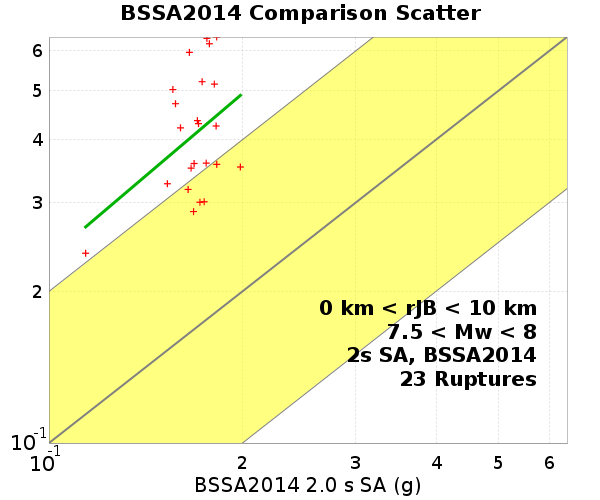 BSSA2014 Comparison Scatter
6
5
4
3
2
10-1
10-1
2
3
4
5
6
0 km < rJB < 10 km
7.5 < Mw < 8
2s SA, BSSA2014
23 Ruptures
BSSA2014 2.0 s SA (g)